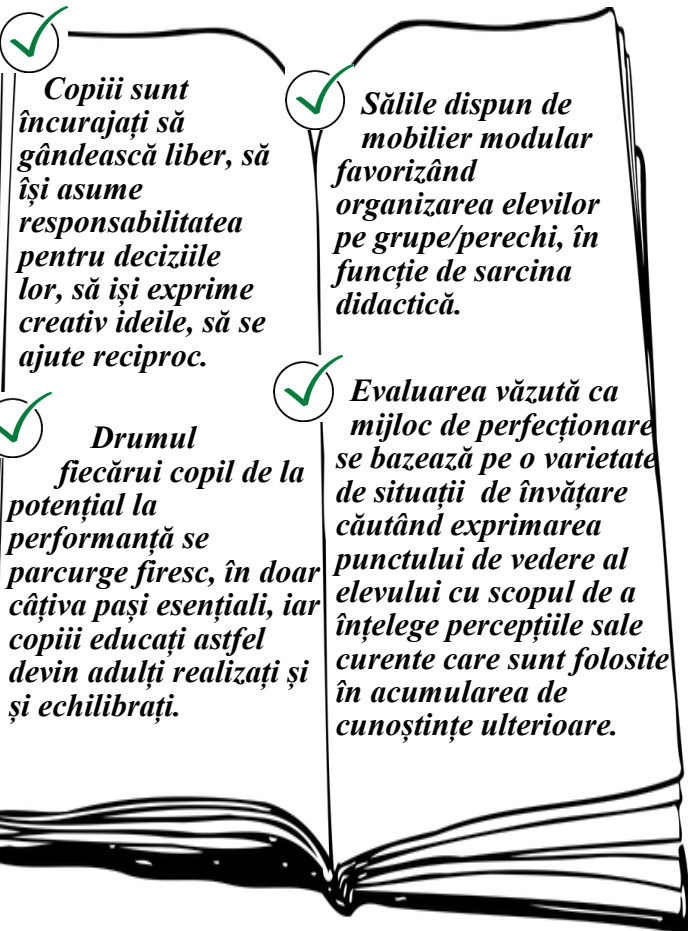 Copiii sunt
încurajați să
gândească liber, să
își asume
responsabilitatea
pentru deciziile
lor, să iși exprime
creativ ideile, să se
ajute reciproc.
Drumul
fiecărui copil de la
potențial la
performanță se
parcurge firesc, în doar
câțiva pași esențiali, iar
copiii educați astfel
devin adulți realizați și
și echilibrați.
Sălile dispun de
mobilier modular
favorizând
organizarea elevilor
pe grupe/perechi, în
funcție de sarcina
didactică.
Evaluarea văzută ca
mijloc de perfecționare
se bazează pe o varietate
de situații de învățare
căutând exprimarea
punctului de vedere al
elevului cu scopul de a
înțelege percepțiile sale
curente care sunt folosite
în acumularea de
cunoștințe ulterioare.